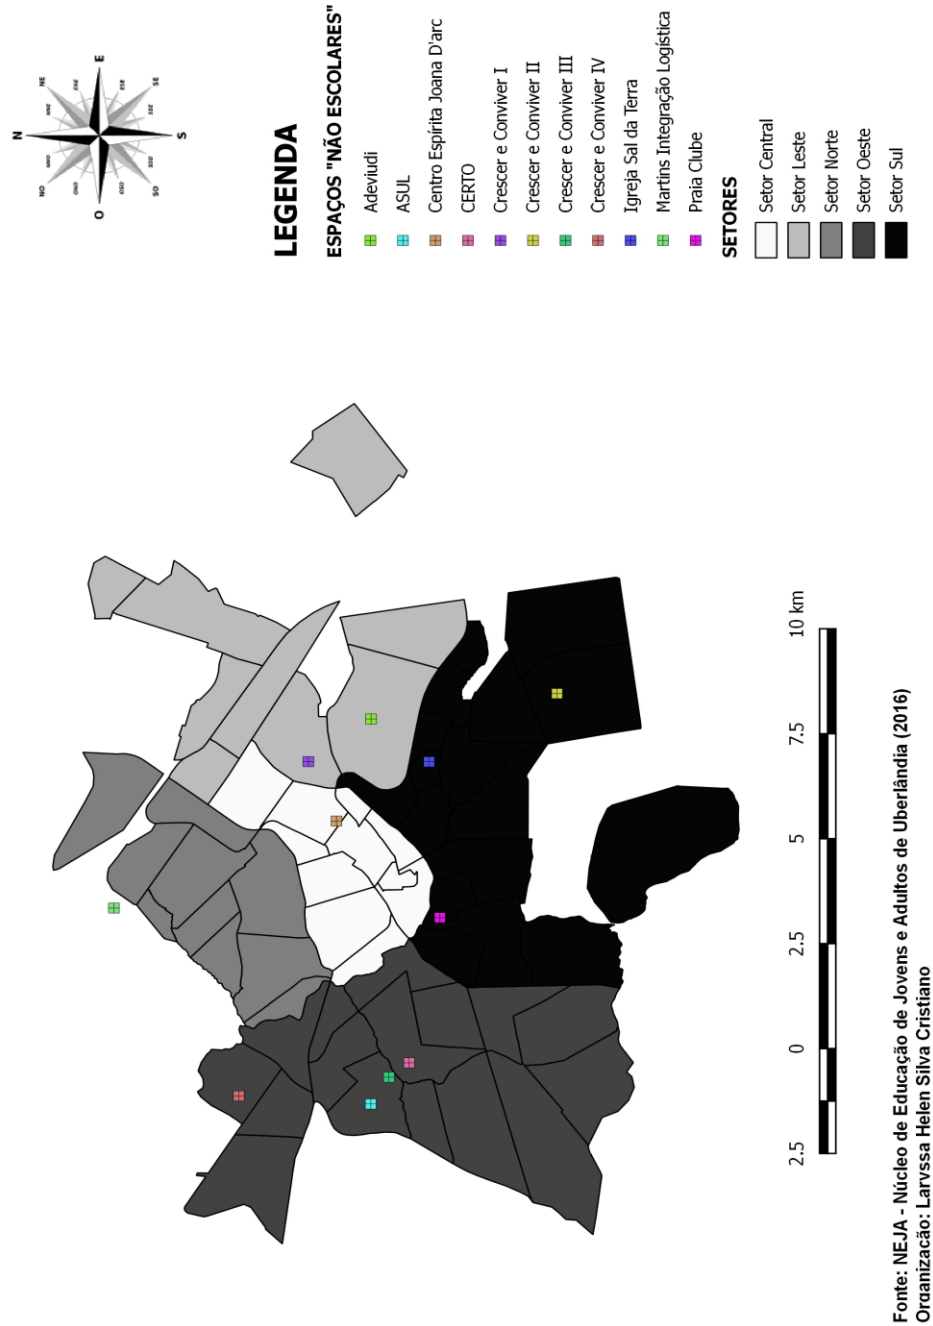 N
NE
E
SE
S
SO
O
NO
LEGENDA
ESPAÇOS "NÃO ESCOLARES"
Adeviudi
ASUL
Centro Espírita Joana D'arc
CERTO
Crescer e Conviver I
Crescer e Conviver II
Crescer e Conviver III
Crescer e Conviver IV
Igreja Sal da Terra
Martins Integração Logística
Praia Clube
SETORES
Setor Central
Setor Leste
Setor Norte
Setor Oeste
Setor Sul
2.5 0 2.5 5 7.5 10 km
Fonte: NEJA - Núcleo de Educação de Jovens e Adultos de Uberlândia (2016)
Organização: Laryssa Helen Silva Cristiano